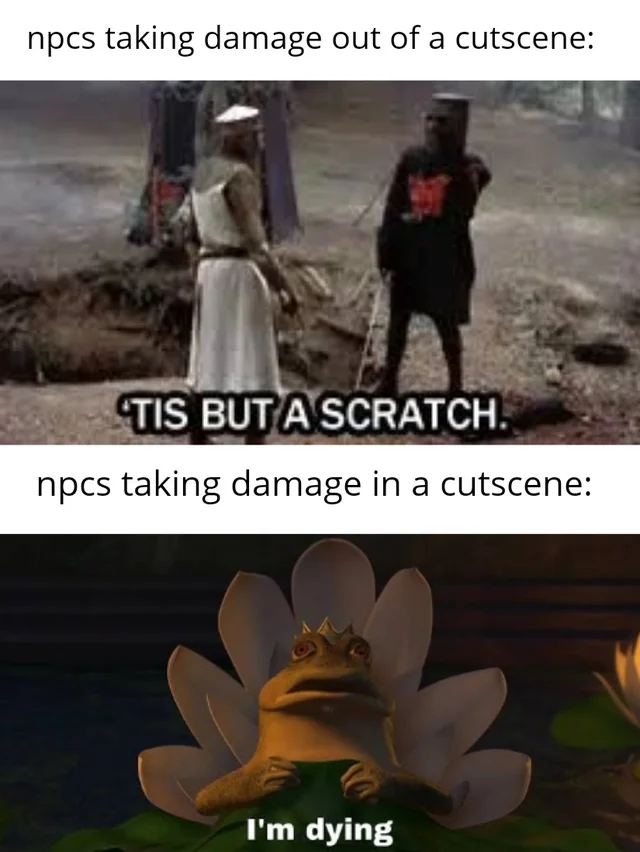 npcs taking damage out of a cutscene:
'TIS BUT A SCRATCH.
npcs taking damage in a cutscene:
I'm dying